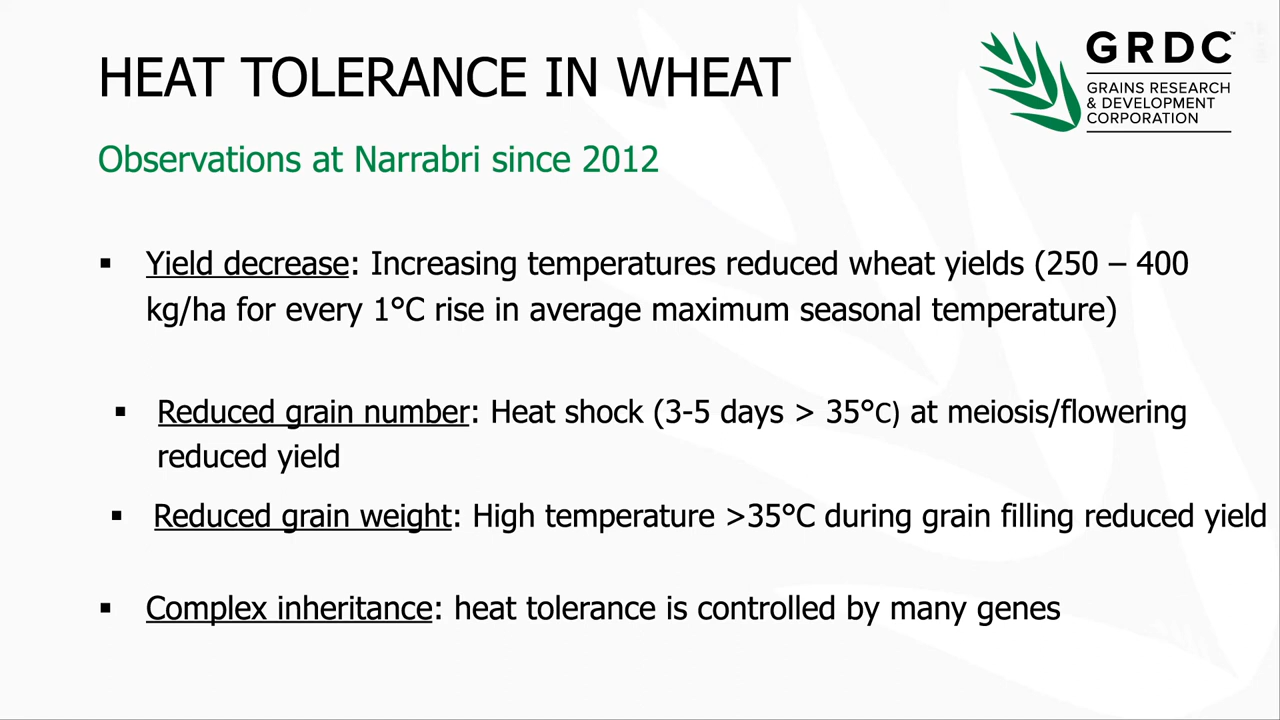 HEAT TOLERANCE IN WHEAT
GRDC™
GRAINS RESEARCH
& DEVELOPMENT
CORPORATION
Observations at Narrabri since 2012
▪ Yield decrease: Increasing temperatures reduced wheat yields (250 – 400
kg/ha for every 1°C rise in average maximum seasonal temperature)
▪ Reduced grain number: Heat shock (3-5 days > 35°C) at meiosis/flowering
reduced yield
▪ Reduced grain weight: High temperature >35°C during grain filling reduced yield
▪ Complex inheritance: heat tolerance is controlled by many genes